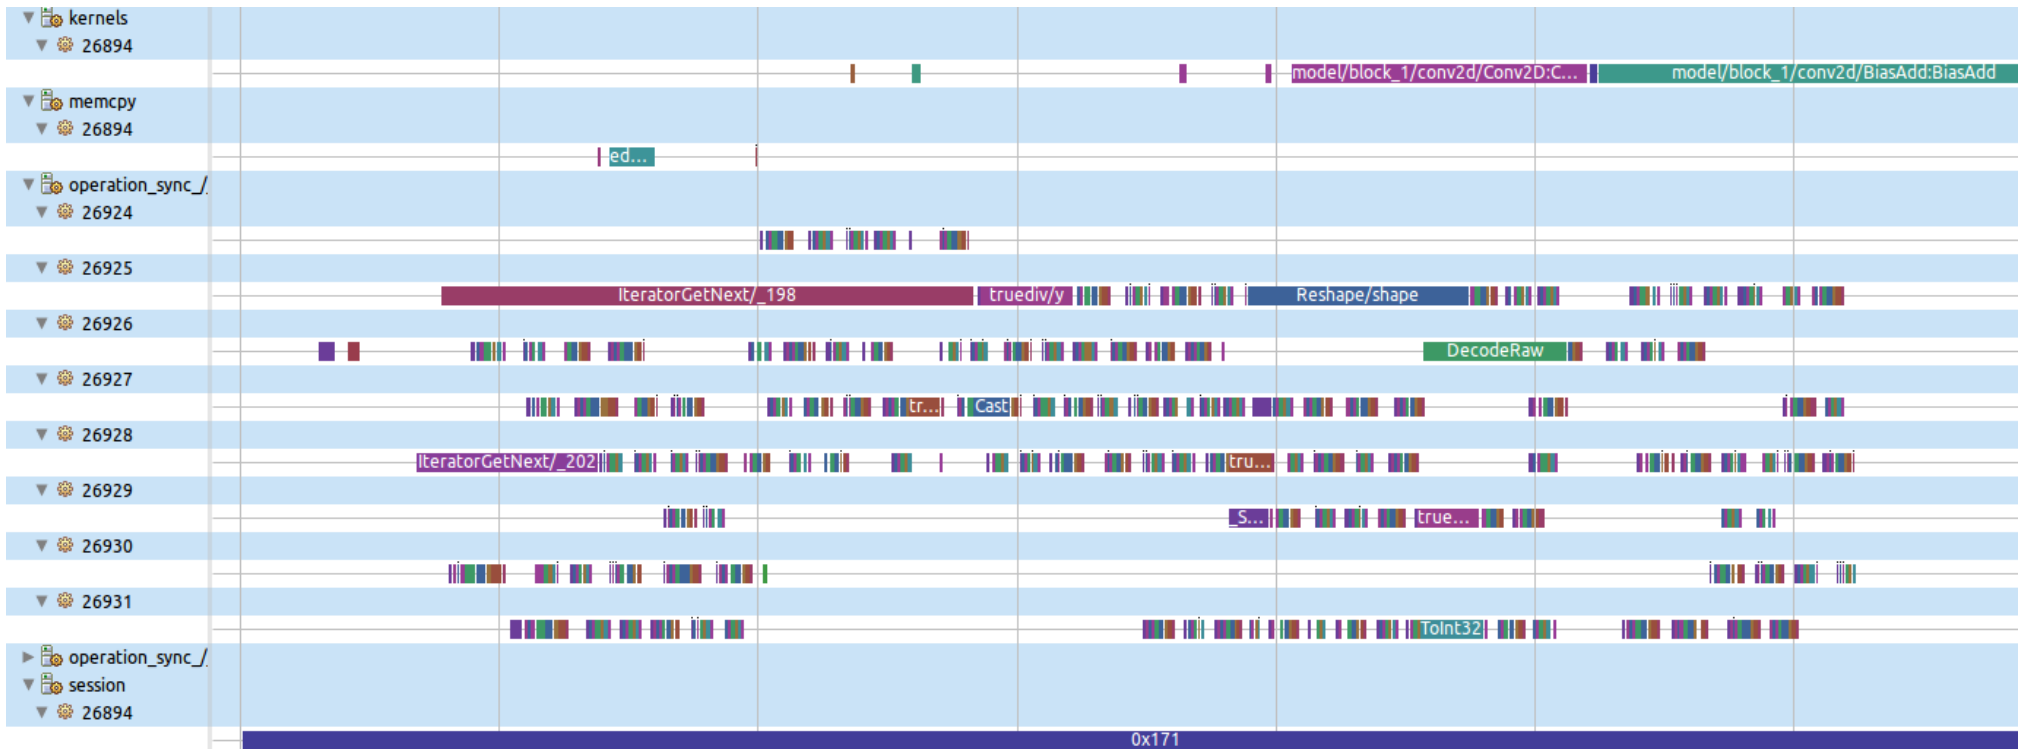 kernels
26894
model/block_1/conv2d/Conv2D:C... model/block_1/conv2d/BiasAdd:BiasAdd
memcpy
26894
ed...
operation_sync_/
26924
26925
IteratorGetNext/_198 truediv/y Reshape/shape
26926
DecodeRaw
26927
tr... Cast
26928
IteratorGetNext/_202 tru...
26929
_S... true...
26930
26931
ToInt32
operation_sync_/
session
26894
0x171